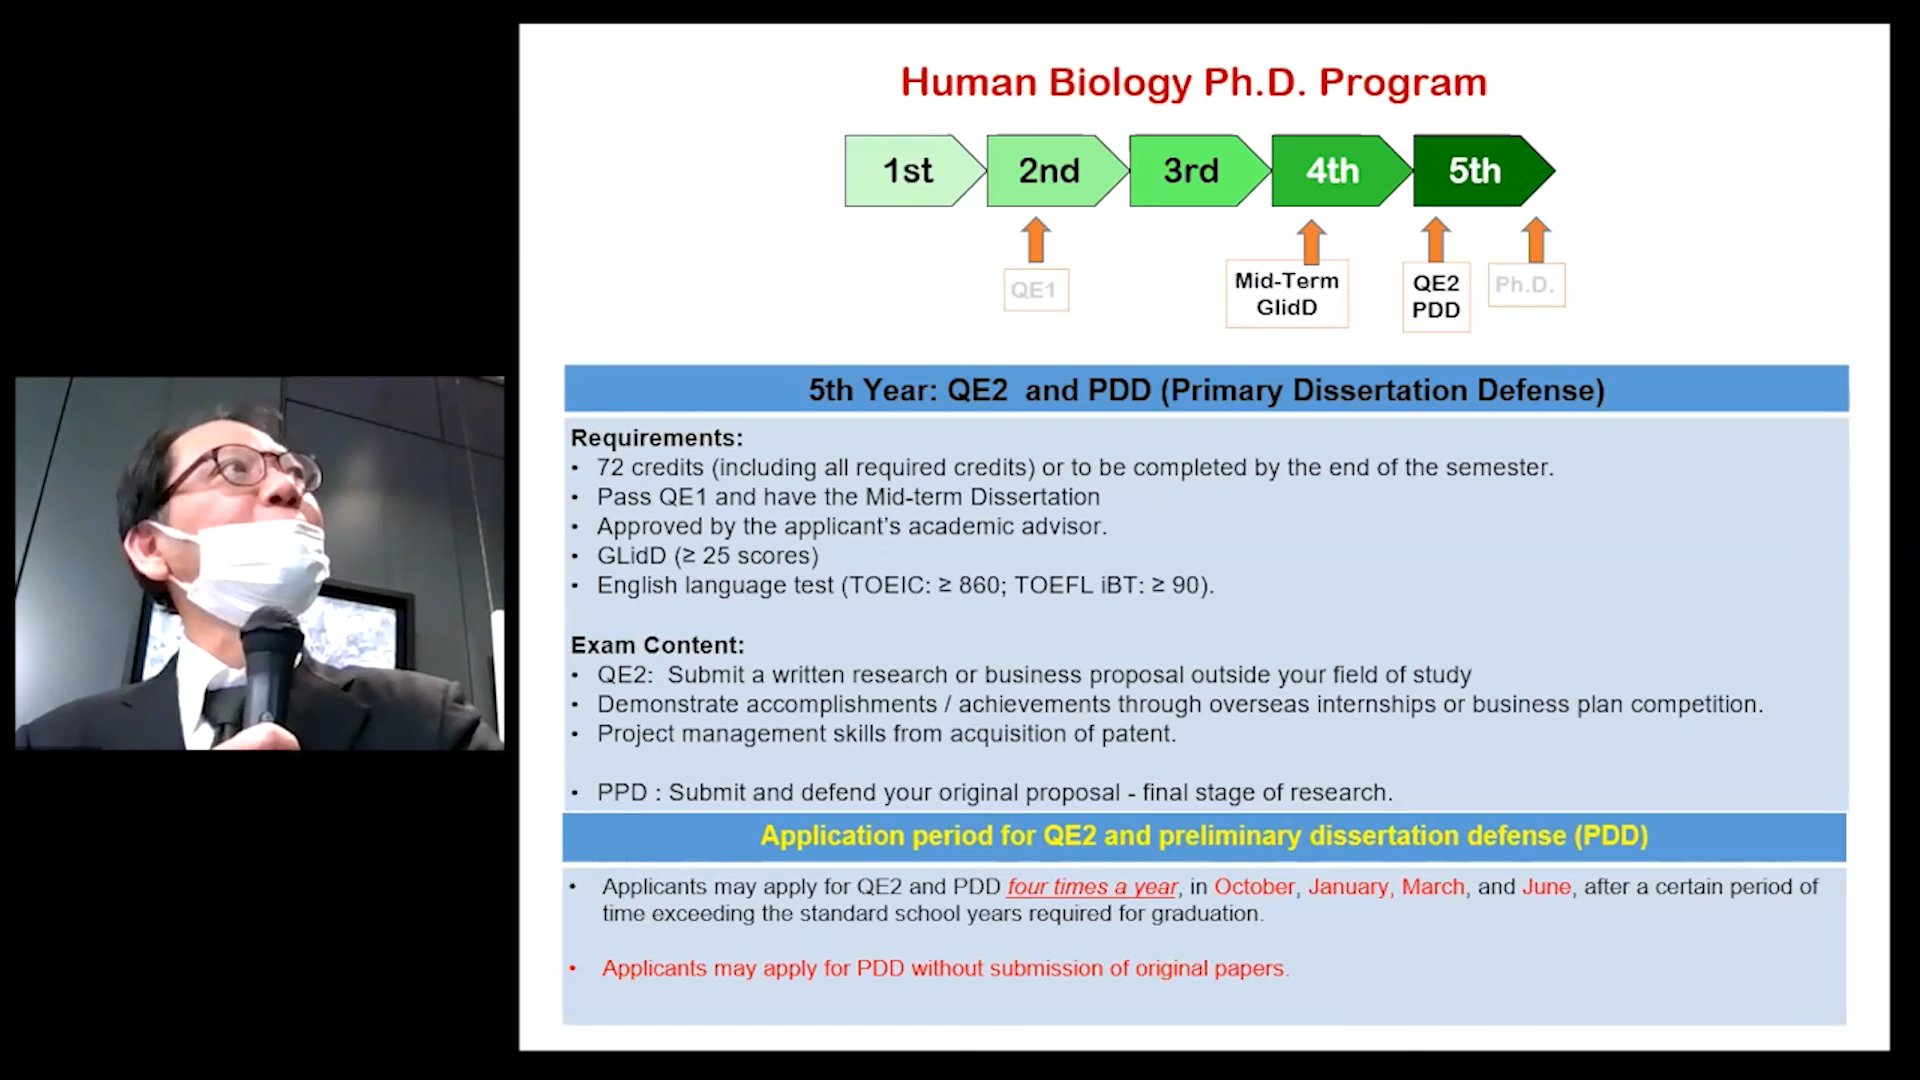 Human Biology Ph.D. Program
1st 2nd 3rd 4th 5th
QE1
Mid-Term
GlidD
QE2
PDD
Ph.D.
5th Year: QE2 and PDD (Primary Dissertation Defense)
Requirements:
• 72 credits (including all required credits) or to be completed by the end of the semester.
• Pass QE1 and have the Mid-term Dissertation
• Approved by the applicant's academic advisor.
• GLidD (≥ 25 scores)
• English language test (TOEIC: ≥ 860; TOEFL iBT: ≥ 90).
Exam Content:
• QE2: Submit a written research or business proposal outside your field of study
• Demonstrate accomplishments / achievements through overseas internships or business plan competition.
• Project management skills from acquisition of patent.
• PPD : Submit and defend your original proposal - final stage of research.
Application period for QE2 and preliminary dissertation defense (PDD)
• Applicants may apply for QE2 and PDD four times a year, in October, January, March, and June, after a certain period of
time exceeding the standard school years required for graduation.
• Applicants may apply for PDD without submission of original papers.